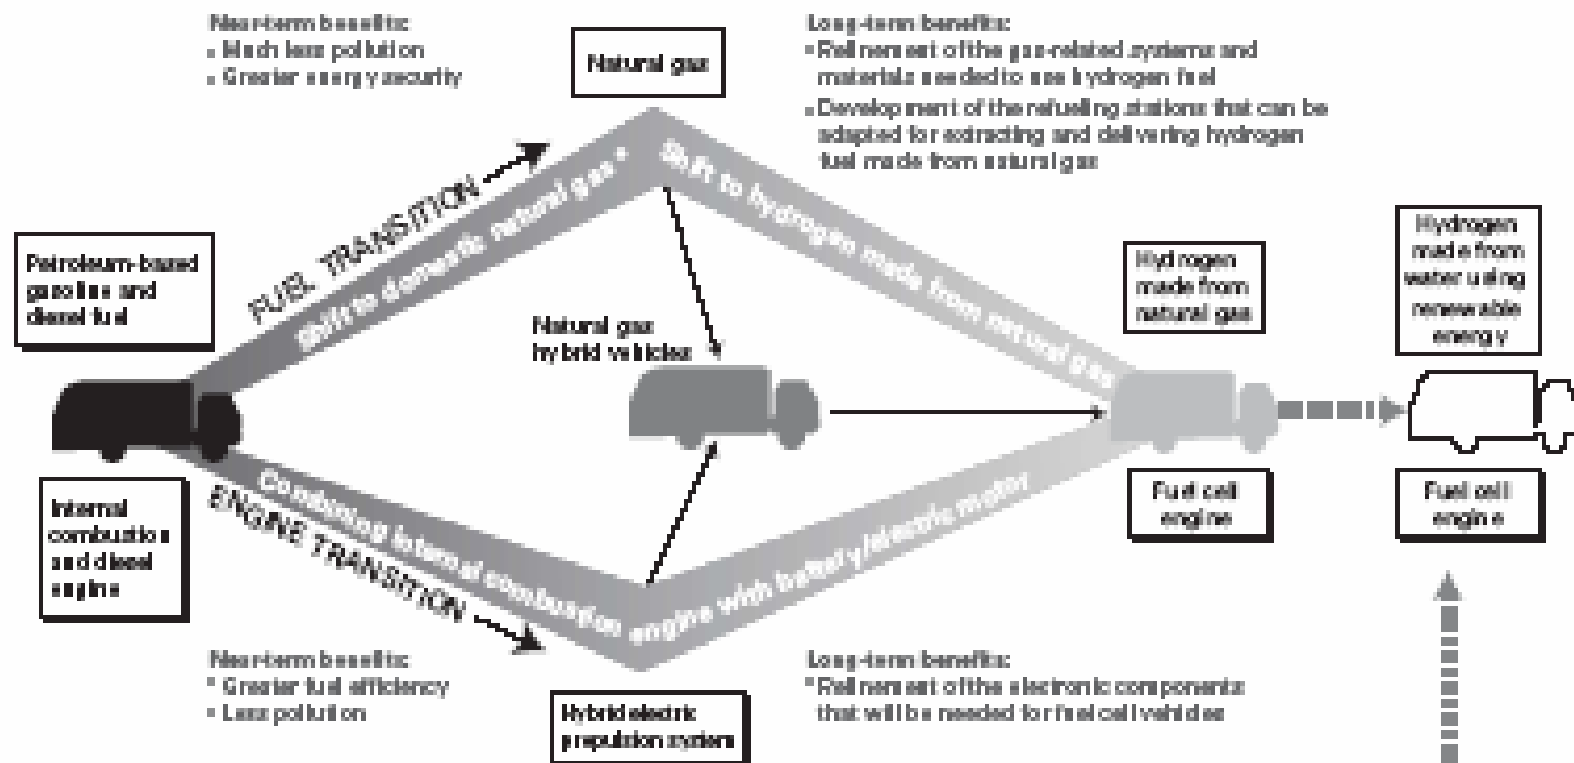 Near-term benefits:
• Much less pollution
• Greater energy security
Natural gas
Long-term benefits:
• Refinement of the gas-related systems and
materials needed to use hydrogen fuel
• Development of the refueling stations that can be
adapted for extracting and delivering hydrogen
fuel made from natural gas
FUEL TRANSITION
Shift to domestic natural gas *
Shift to hydrogen made from natural gas
Petroleum-based
gasoline and
diesel fuel
Natural gas
hybrid vehicles
Hydrogen
made from
natural gas
Hydrogen
made from
water using
renewable
energy
Internal
combustion
and diesel
engine
ENGINE TRANSITION
Combining internal combustion engine with battery/electric motor
Fuel cell
engine
Fuel cell
engine
Near-term benefits:
• Greater fuel efficiency
• Less pollution
Hybrid electric
propulsion system
Long-term benefits:
• Refinement of the electronic components
that will be needed for fuel cell vehicles